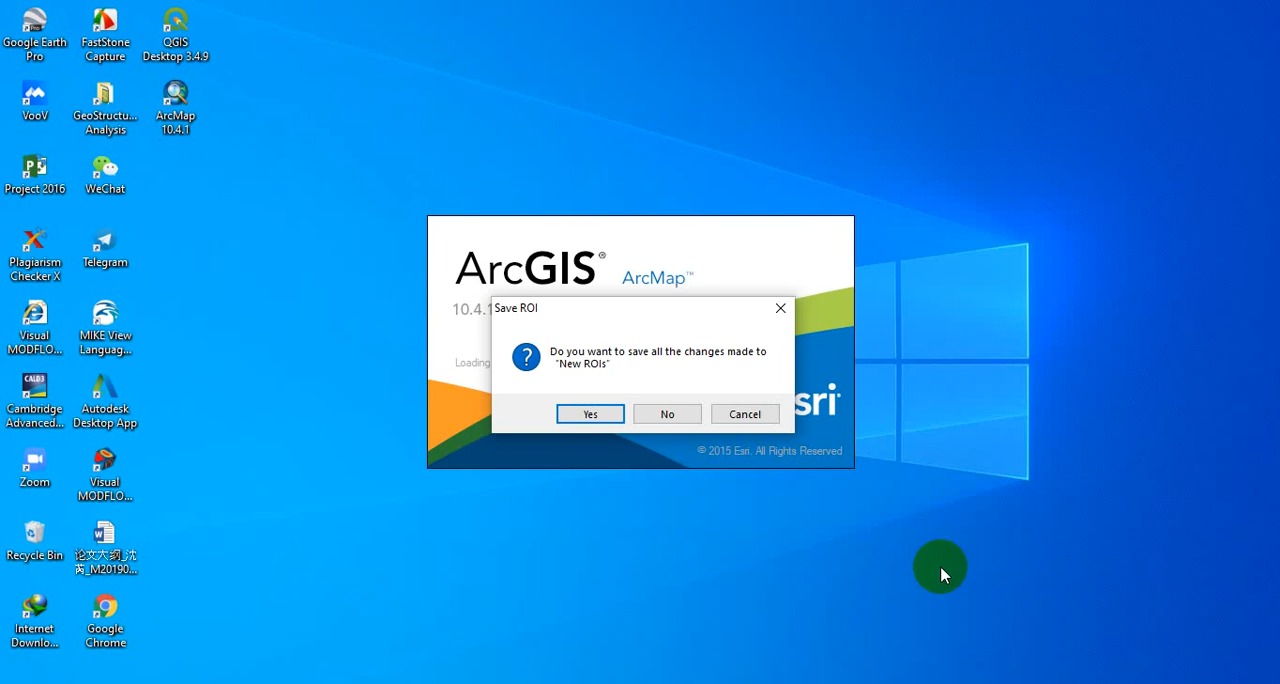 Google Earth
Pro
FastStone
Capture
QGIS
Desktop 3.4.9
VooV
GeoStructu...
Analysis
ArcMap
10.4.1
Project 2016
WeChat
Plagiarism
Checker X
Telegram
Visual
MODFLO...
MIKE View
Languag...
CALD3
Cambridge
Advanced...
Autodesk
Desktop App
Zoom
Visual
MODFLO...
Recycle Bin
论文大纲_沈
芮_M20190...
Internet
Downlo...
Google
Chrome
ArcGIS® ArcMap™
10.4.1
Loading
Save ROI
Do you want to save all the changes made to
"New ROIs"
Yes No Cancel
sri
© 2015 Esri. All Rights Reserved